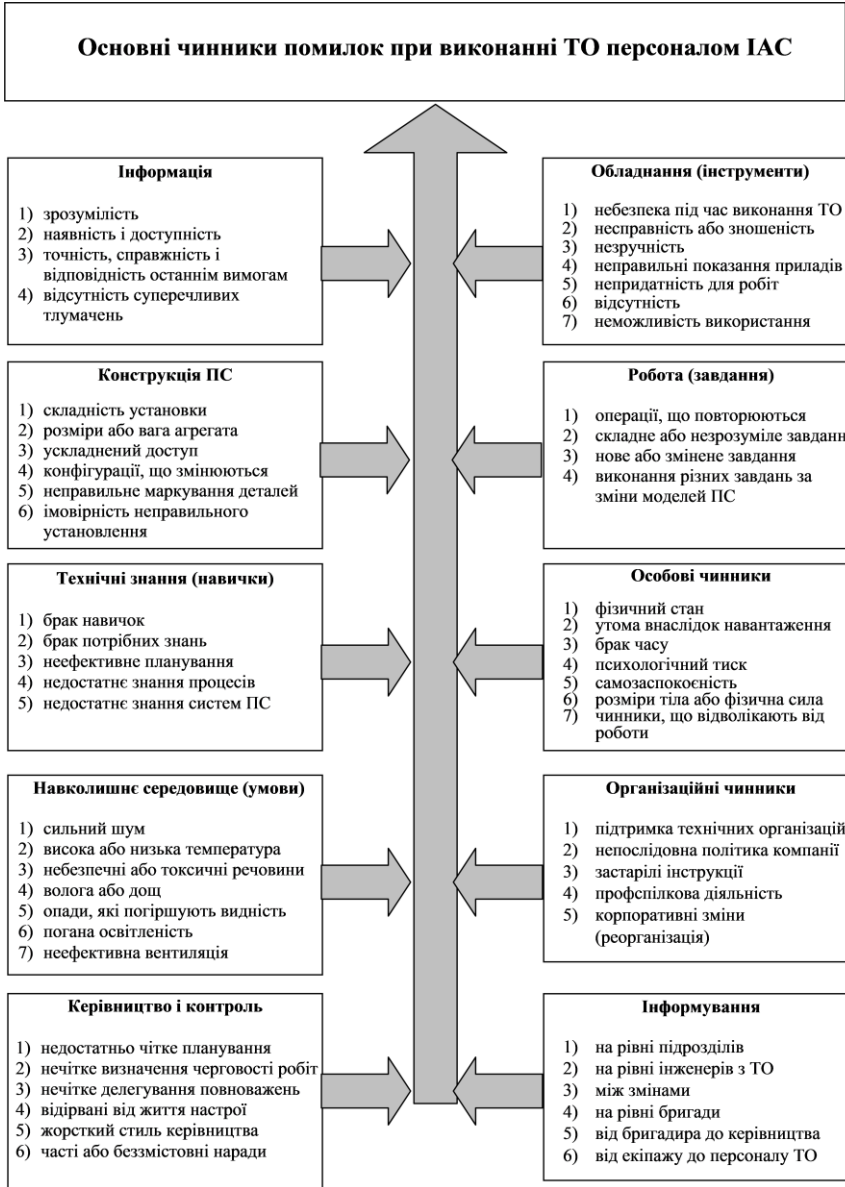 Основні чинники помилок при виконанні ТО персоналом ІАС
Інформація
1) зрозумілість
2) наявність і доступність
3) точність, справжність і
відповідність останнім вимогам
4) відсутність суперечливих
тлумачень
Обладнання (інструменти)
1) небезпека під час виконання ТО
2) несправність або зношеність
3) незручність
4) неправильні показання приладів
5) непридатність для робіт
6) відсутність
7) неможливість використання
Конструкція ПС
1) складність установки
2) розміри або вага агрегата
3) ускладнений доступ
4) конфігурації, що змінюються
5) неправильне маркування деталей
6) імовірність неправильного
установлення
Робота (завдання)
1) операції, що повторюються
2) складне або незрозуміле завданн
3) нове або змінене завдання
4) виконання різних завдань за
зміни моделей ПС
Технічні знання (навички)
1) брак навичок
2) брак потрібних знань
3) неефективне планування
4) недостатнє знання процесів
5) недостатнє знання систем ПС
Особові чинники
1) фізичний стан
2) утома внаслідок навантаження
3) брак часу
4) психологічний тиск
5) самозаспокоєність
6) розміри тіла або фізична сила
7) чинники, що відволікають від
роботи
Навколишнє середовище (умови)
1) сильний шум
2) висока або низька температура
3) небезпечні або токсичні речовини
4) волога або дощ
5) опади, які погіршують видність
6) погана освітленість
7) неефективна вентиляція
Організаційні чинники
1) підтримка технічних організацій
2) непослідовна політика компанії
3) застарілі інструкції
4) профспілкова діяльність
5) корпоративні зміни
(реорганізація)
Керівництво і контроль
1) недостатньо чітке планування
2) нечітке визначення черговості робіт
3) нечітке делегування повноважень
4) відірвані від життя настрої
5) жорсткий стиль керівництва
6) часті або беззмістовні наради
Інформування
1) на рівні підрозділів
2) на рівні інженерів з ТО
3) між змінами
4) на рівні бригади
5) від бригадира до керівництва
6) від екіпажу до персоналу ТО